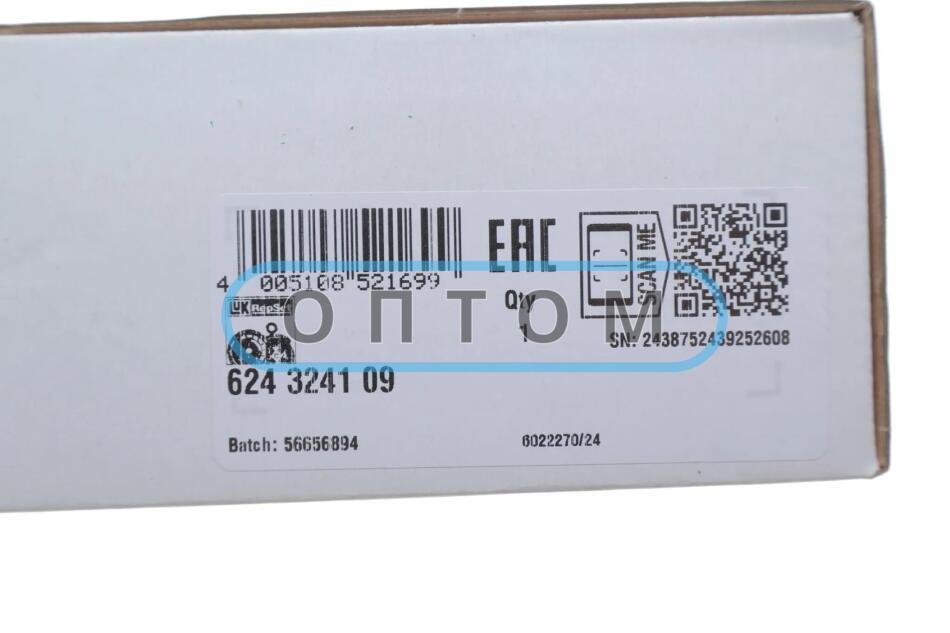 EAC
SCAN ME
4 005108 521699
LUK RepSet
Qty
1
ОПТОМ
SN: 2438752439252608
624 3241 09
Batch: 56656894
6022270/24